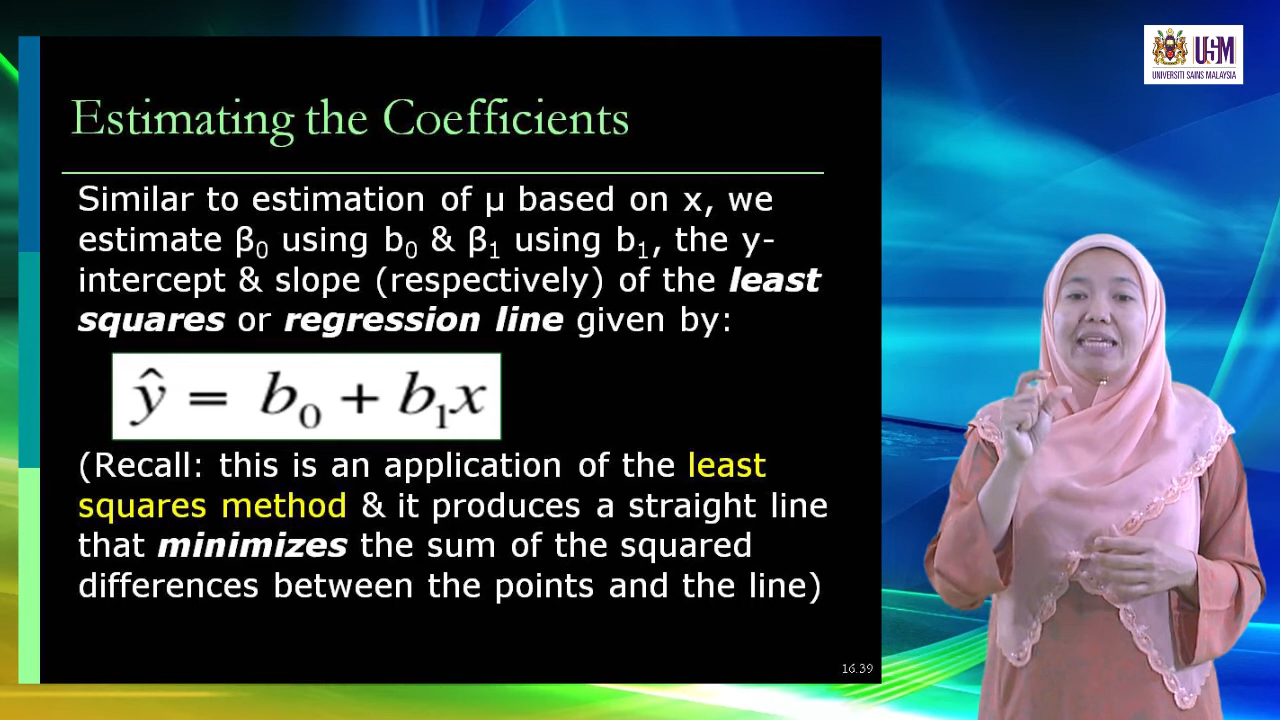 USM
UNIVERSITI SAINS MALAYSIA
Estimating the Coefficients
Similar to estimation of µ based on x, we
estimate β₀ using b₀ & β₁ using b₁, the y-
intercept & slope (respectively) of the least
squares or regression line given by:
ŷ = b₀ + b₁x
(Recall: this is an application of the least
squares method & it produces a straight line
that minimizes the sum of the squared
differences between the points and the line)
16.39